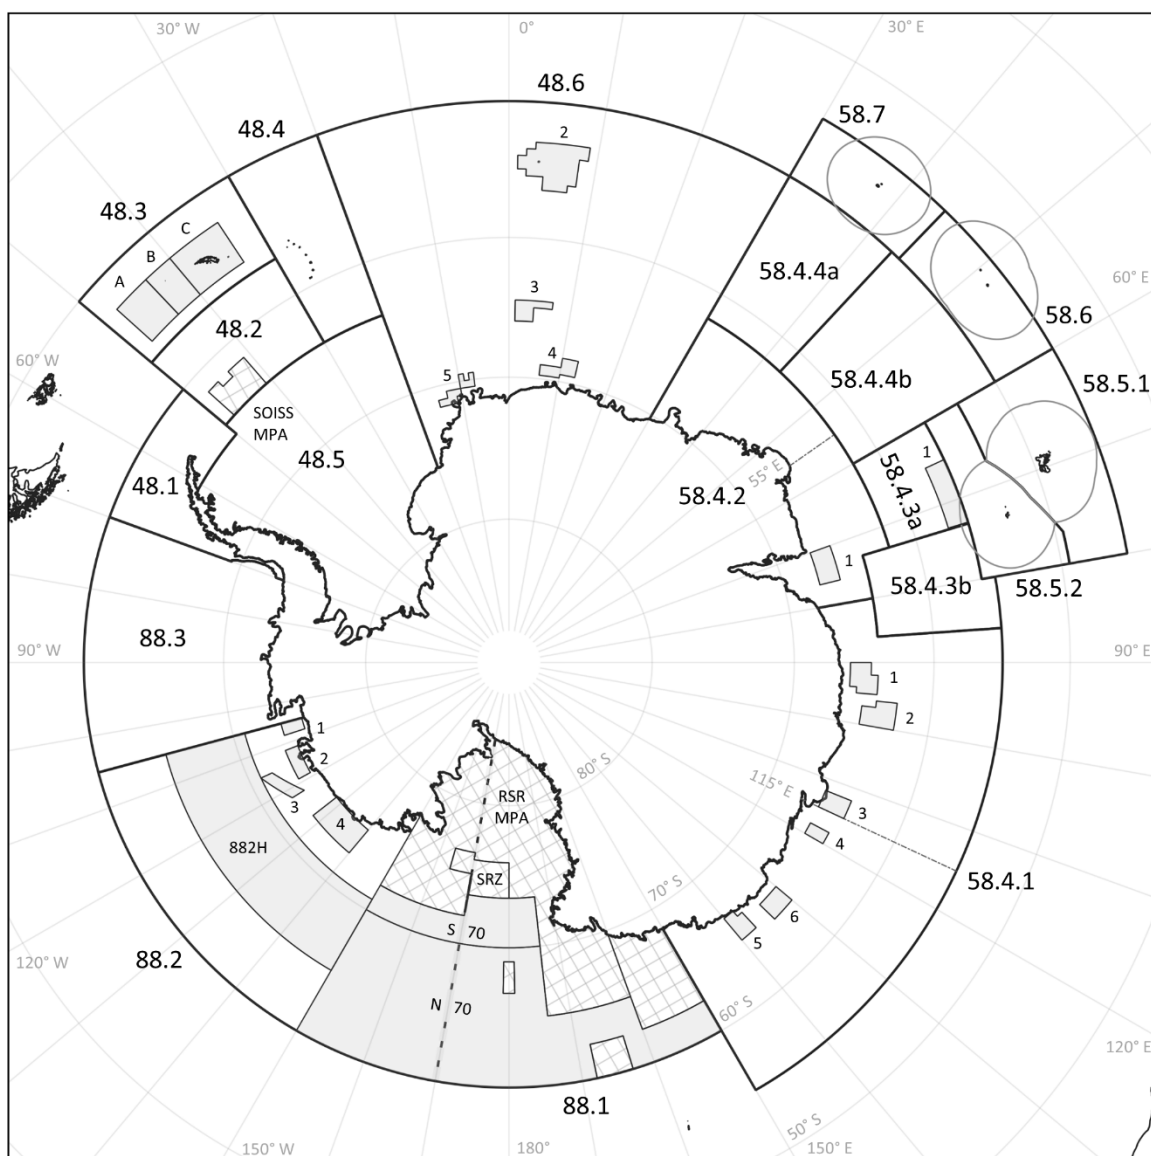 30° W
0°
30° E
48.6
58.7
48.4
2
48.3
C
B
A
58.4.4a
60° E
3
48.2
58.6
60° W
4
5
58.4.4b
58.5.1
SOISS
MPA
1
48.5
55° E
58.4.3a
48.1
58.4.2
1
58.4.3b
58.5.2
88.3
90° W
90° E
1
2
1
2
80° S
115° E
3
RSR
MPA
3
4
4
882H
SRZ
58.4.1
70° S
6
S 70
5
88.2
120° W
N 70
60° S
120° E
88.1
50° S
150° W
180°
150° E